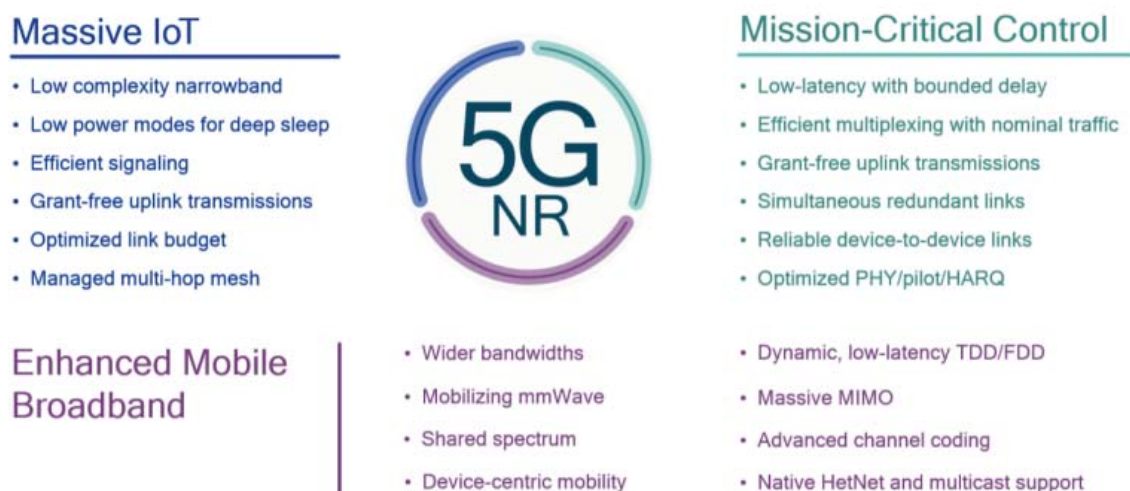 Massive IoT
• Low complexity narrowband
• Low power modes for deep sleep
• Efficient signaling
• Grant-free uplink transmissions
• Optimized link budget
• Managed multi-hop mesh
5G
NR
Mission-Critical Control
• Low-latency with bounded delay
• Efficient multiplexing with nominal traffic
• Grant-free uplink transmissions
• Simultaneous redundant links
• Reliable device-to-device links
• Optimized PHY/pilot/HARQ
Enhanced Mobile
Broadband
• Wider bandwidths
• Mobilizing mmWave
• Shared spectrum
• Device-centric mobility
• Dynamic, low-latency TDD/FDD
• Massive MIMO
• Advanced channel coding
• Native HetNet and multicast support